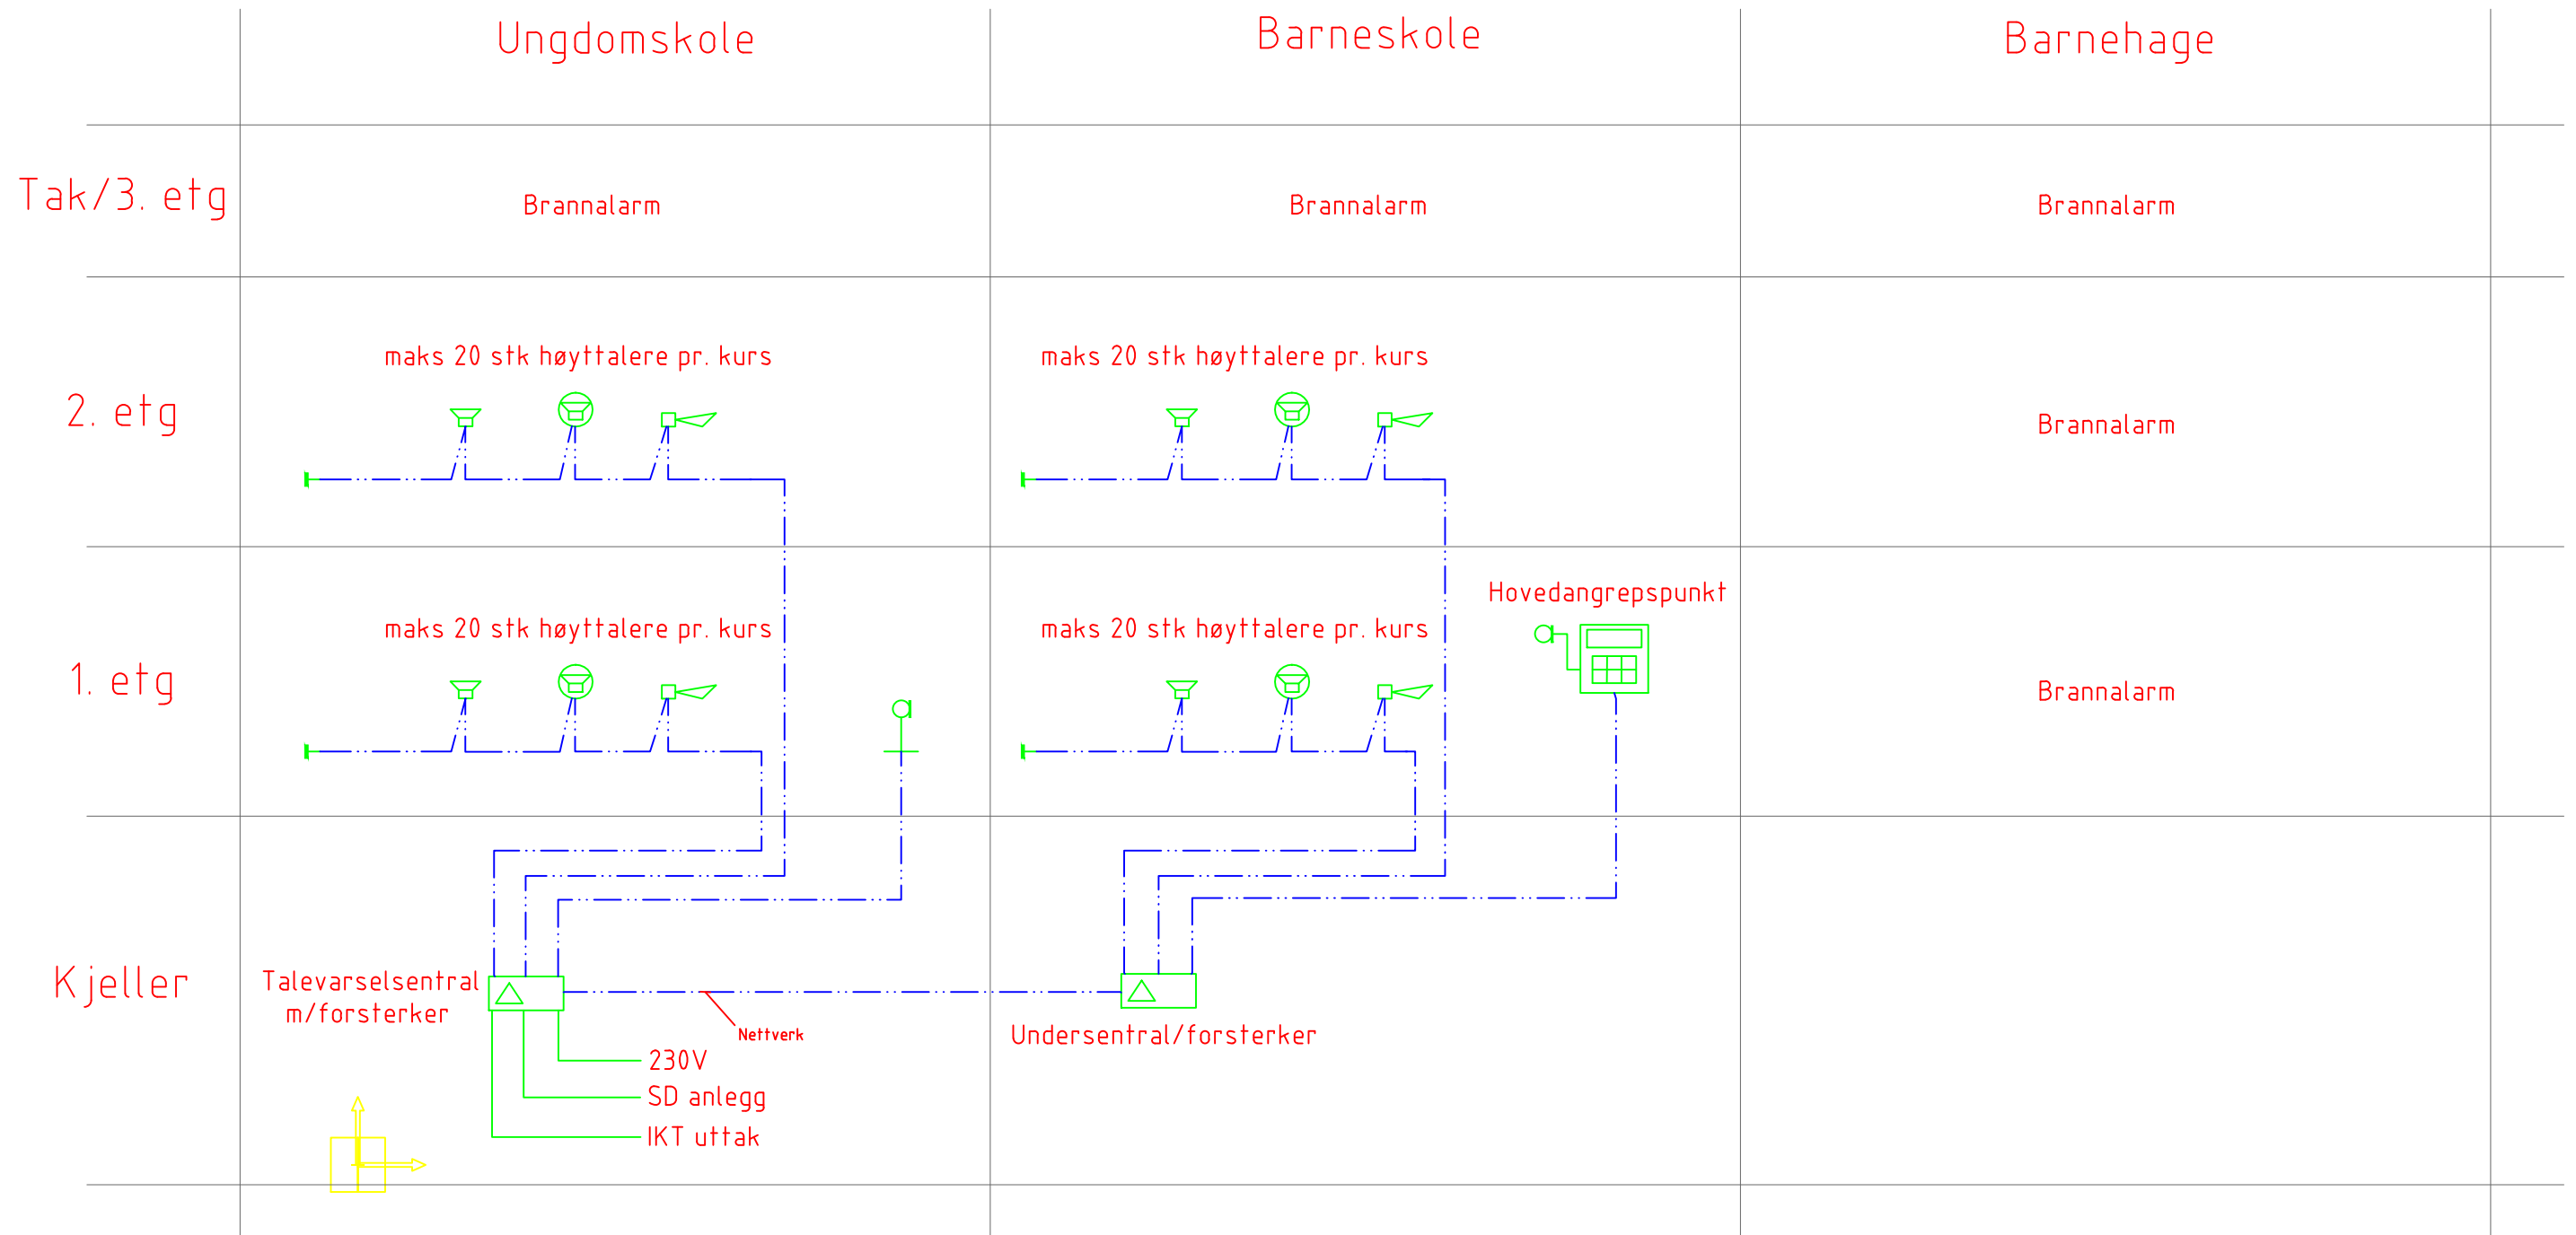 Ungdomskole
Barneskole
Barnehage
Tak/3. etg
Brannalarm
Brannalarm
Brannalarm
2. etg
maks 20 stk høyttalere pr. kurs
maks 20 stk høyttalere pr. kurs
Brannalarm
1. etg
maks 20 stk høyttalere pr. kurs
maks 20 stk høyttalere pr. kurs
Hovedangrepspunkt
Brannalarm
Kjeller
Talevarselsentral
m/forsterker
Nettverk
Undersentral/forsterker
230V
SD anlegg
IKT uttak